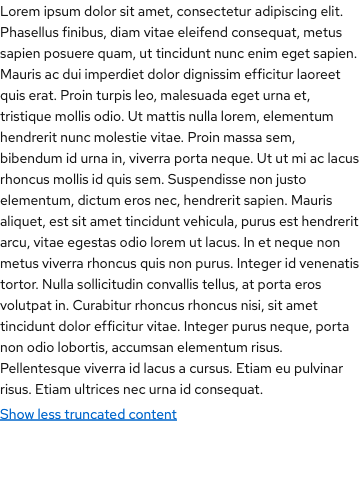 Lorem ipsum dolor sit amet, consectetur adipiscing elit.
Phasellus finibus, diam vitae eleifend consequat, metus
sapien posuere quam, ut tincidunt nunc enim eget sapien.
Mauris ac dui imperdiet dolor dignissim efficitur laoreet
quis erat. Proin turpis leo, malesuada eget urna et,
tristique mollis odio. Ut mattis nulla lorem, elementum
hendrerit nunc molestie vitae. Proin massa sem,
bibendum id urna in, viverra porta neque. Ut ut mi ac lacus
rhoncus mollis id quis sem. Suspendisse non justo
elementum, dictum eros nec, hendrerit sapien. Mauris
aliquet, est sit amet tincidunt vehicula, purus est hendrerit
arcu, vitae egestas odio lorem ut lacus. In et neque non
metus viverra rhoncus quis non purus. Integer id venenatis
tortor. Nulla sollicitudin convallis tellus, at porta eros
volutpat in. Curabitur rhoncus rhoncus nisi, sit amet
tincidunt dolor efficitur vitae. Integer purus neque, porta
non odio lobortis, accumsan elementum risus.
Pellentesque viverra id lacus a cursus. Etiam eu pulvinar
risus. Etiam ultrices nec urna id consequat.
Show less truncated content